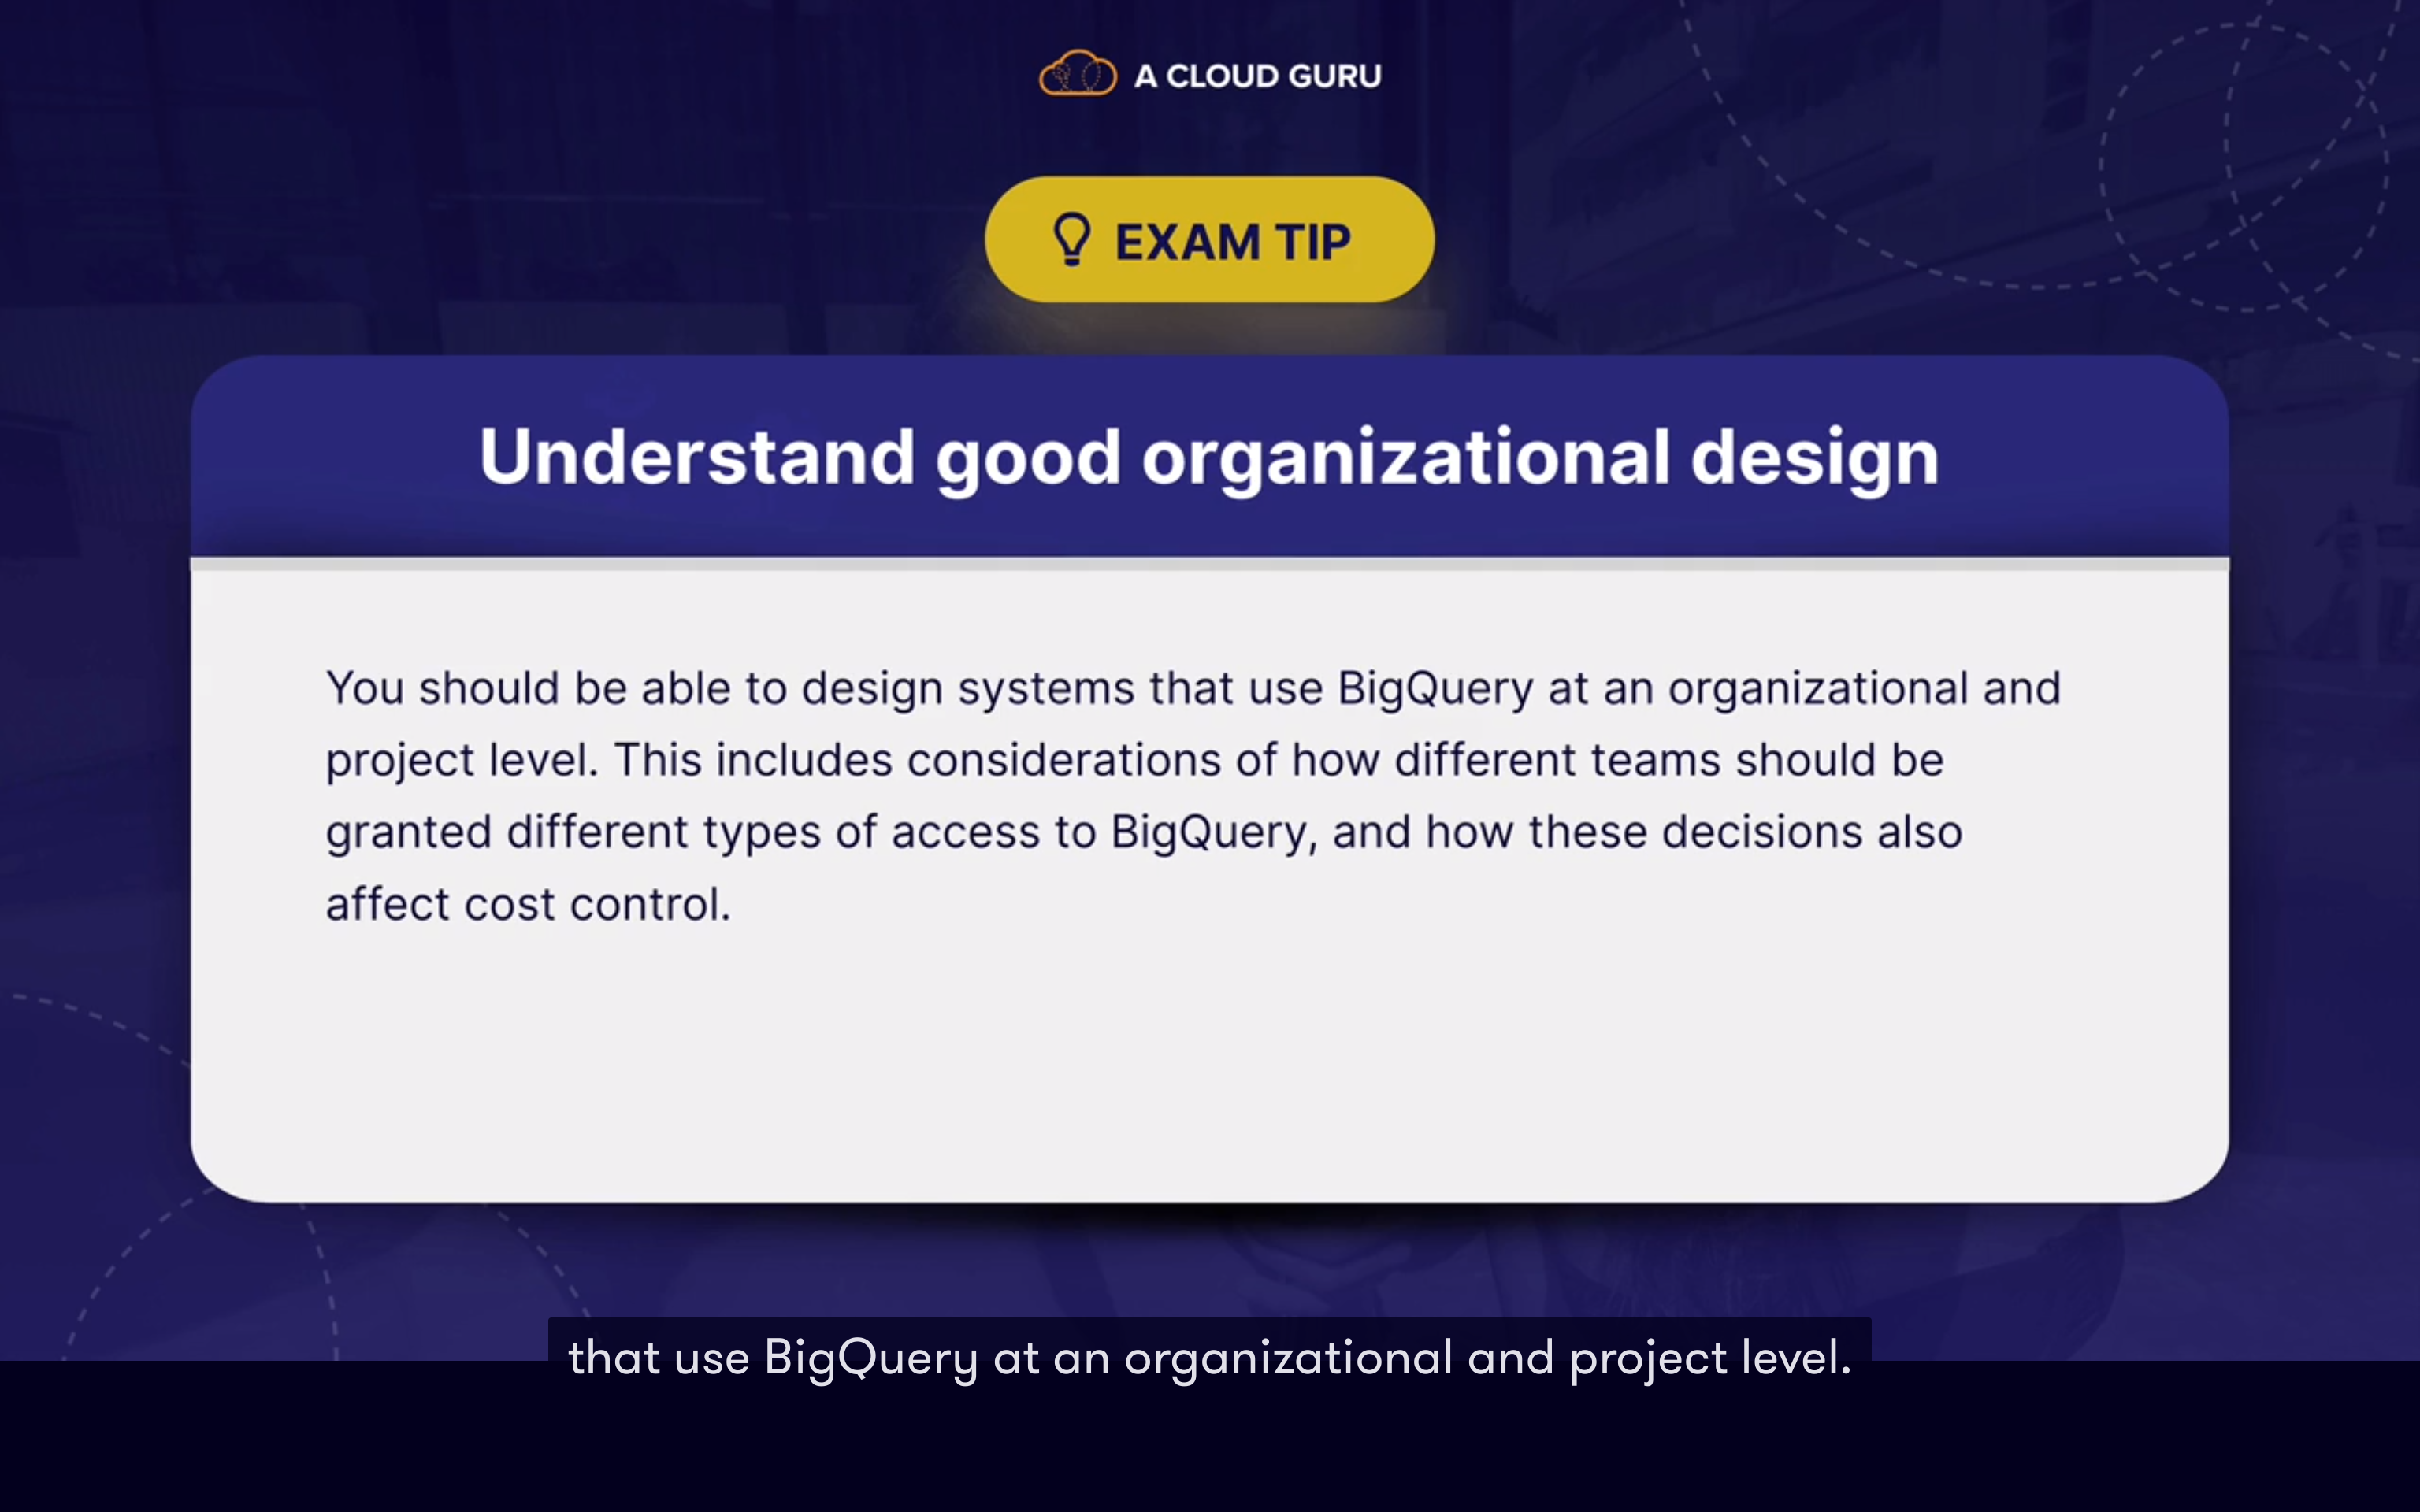 A CLOUD GURU
EXAM TIP
Understand good organizational design
You should be able to design systems that use BigQuery at an organizational and
project level. This includes considerations of how different teams should be
granted different types of access to BigQuery, and how these decisions also
affect cost control.
that use BigQuery at an organizational and project level.